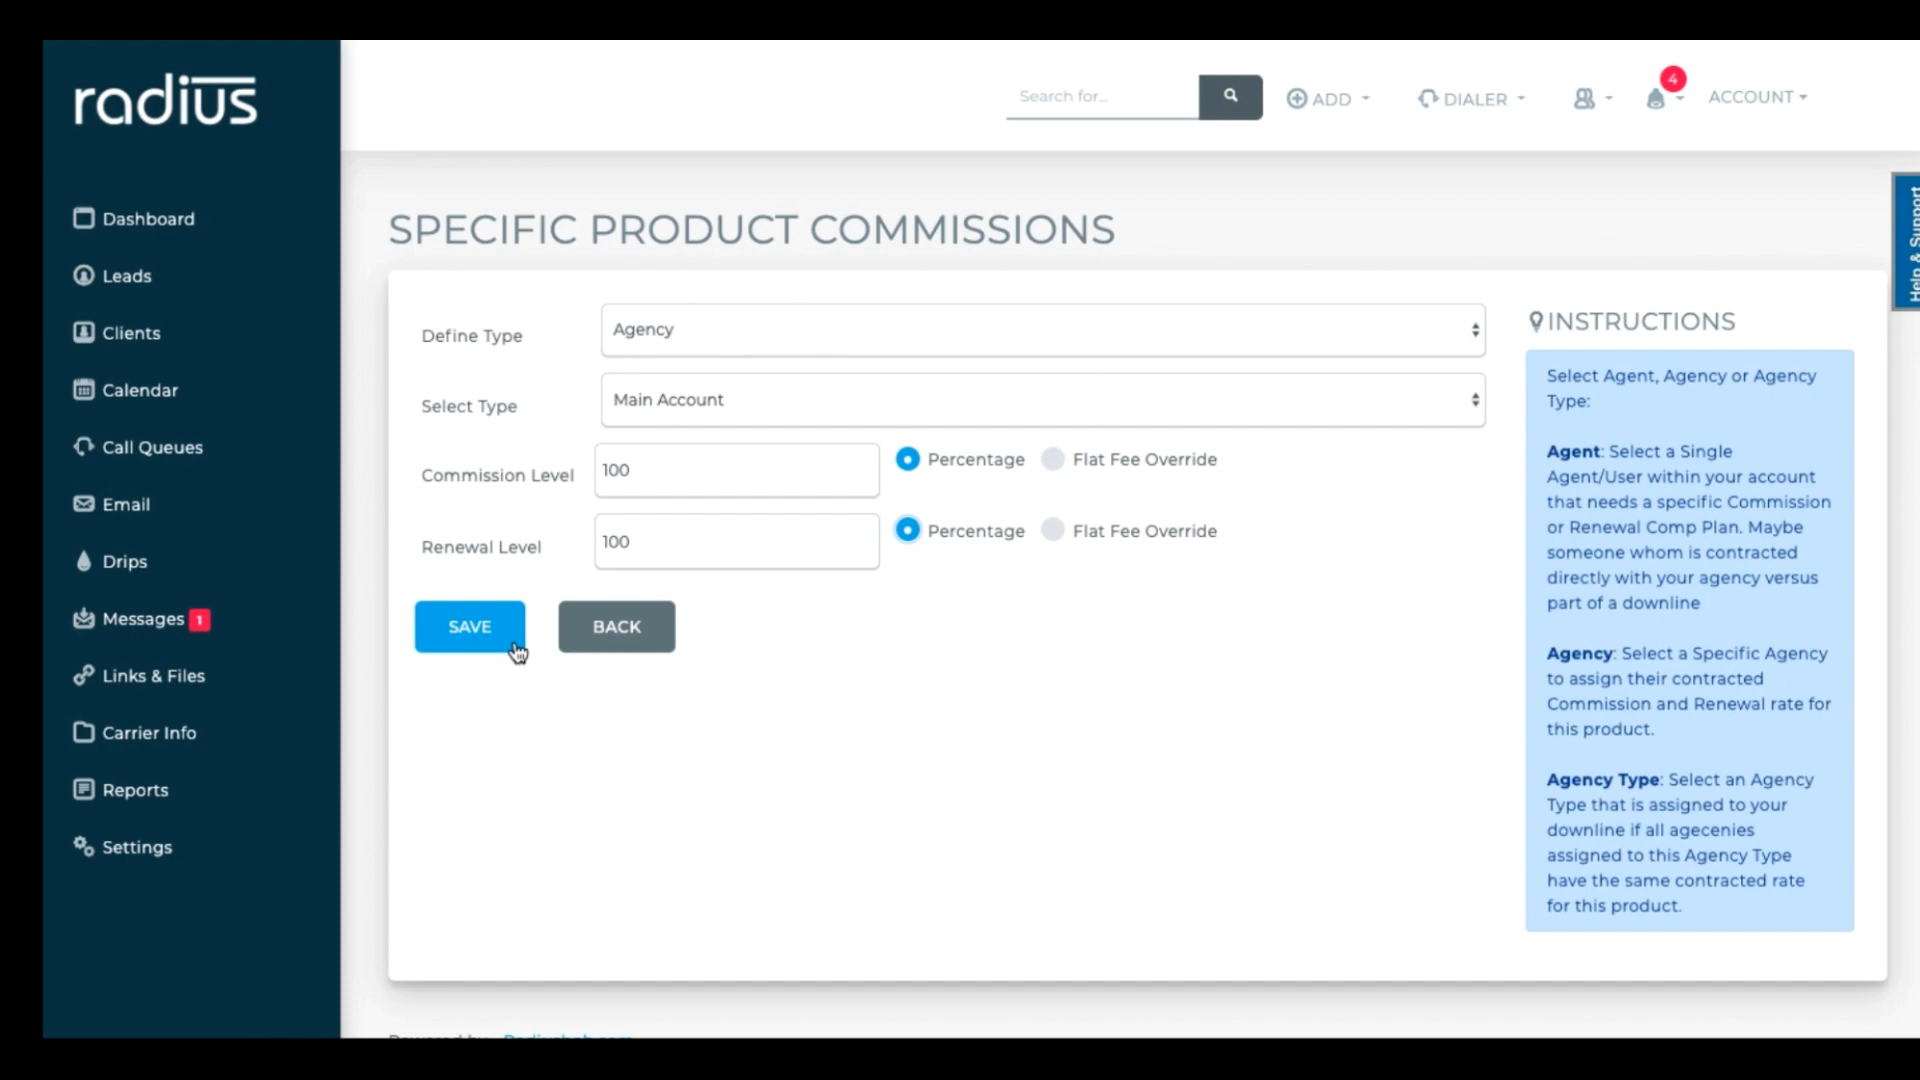 radius
Search for...
ADD
DIALER
4
ACCOUNT
Help & Support
Dashboard
Leads
Clients
Calendar
Call Queues
Email
Drips
Messages 1
Links & Files
Carrier Info
Reports
Settings
SPECIFIC PRODUCT COMMISSIONS
Define Type
Agency
Select Type
Main Account
Commission Level
100
Percentage
Flat Fee Override
Renewal Level
100
Percentage
Flat Fee Override
SAVE
BACK
INSTRUCTIONS
Select Agent, Agency or Agency
Type:
Agent: Select a Single
Agent/User within your account
that needs a specific Commission
or Renewal Comp Plan. Maybe
someone whom is contracted
directly with your agency versus
part of a downline
Agency: Select a Specific Agency
to assign their contracted
Commission and Renewal rate for
this product.
Agency Type: Select an Agency
Type that is assigned to your
downline if all agecenies
assigned to this Agency Type
have the same contracted rate
for this product.